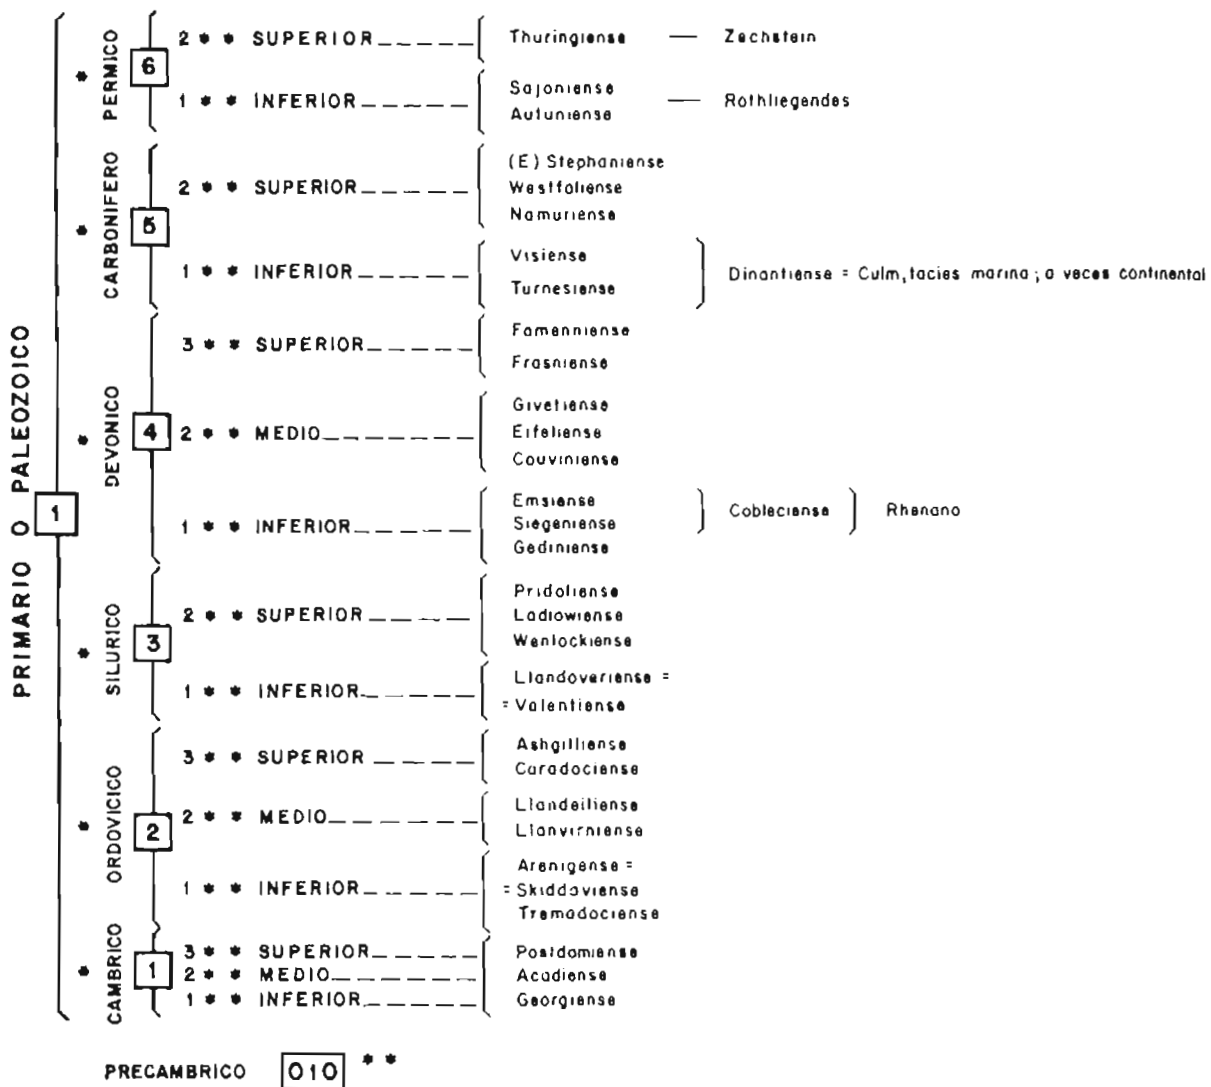 PRIMARIO O PALEOZOICO
1
* PERMICO
6
2 * * SUPERIOR Thuringiense — Zechstein
1 * * INFERIOR
Sajoniense
Autuniense
— Rothliegendes
* CARBONIFERO
5
2 * * SUPERIOR
(E) Stephaniense
Westfaliense
Namuriense
1 * * INFERIOR
Visiense
Turnesiense
Dinantiense = Culm, facies marina; a veces continental
* DEVONICO
4
3 * * SUPERIOR
Famenniense
Frasniense
2 * * MEDIO
Givetiense
Eifeliense
Couviniense
1 * * INFERIOR
Emsiense
Siegeniense
Gediniense
Cobleciense
Rhenano
* SILURICO
3
2 * * SUPERIOR
Pridoliense
Ladlowiense
Wenlockiense
1 * * INFERIOR
Llandoveriense =
= Valentiense
* ORDOVICICO
2
3 * * SUPERIOR
Ashgilliense
Caradociense
2 * * MEDIO
Llandeiliense
Llanvirniense
1 * * INFERIOR
Arenigense =
= Skiddaviense
Tremadociense
* CAMBRICO
1
3 * * SUPERIOR Postdamiense
2 * * MEDIO Acadiense
1 * * INFERIOR Georgiense
PRECAMBRICO 010 * *